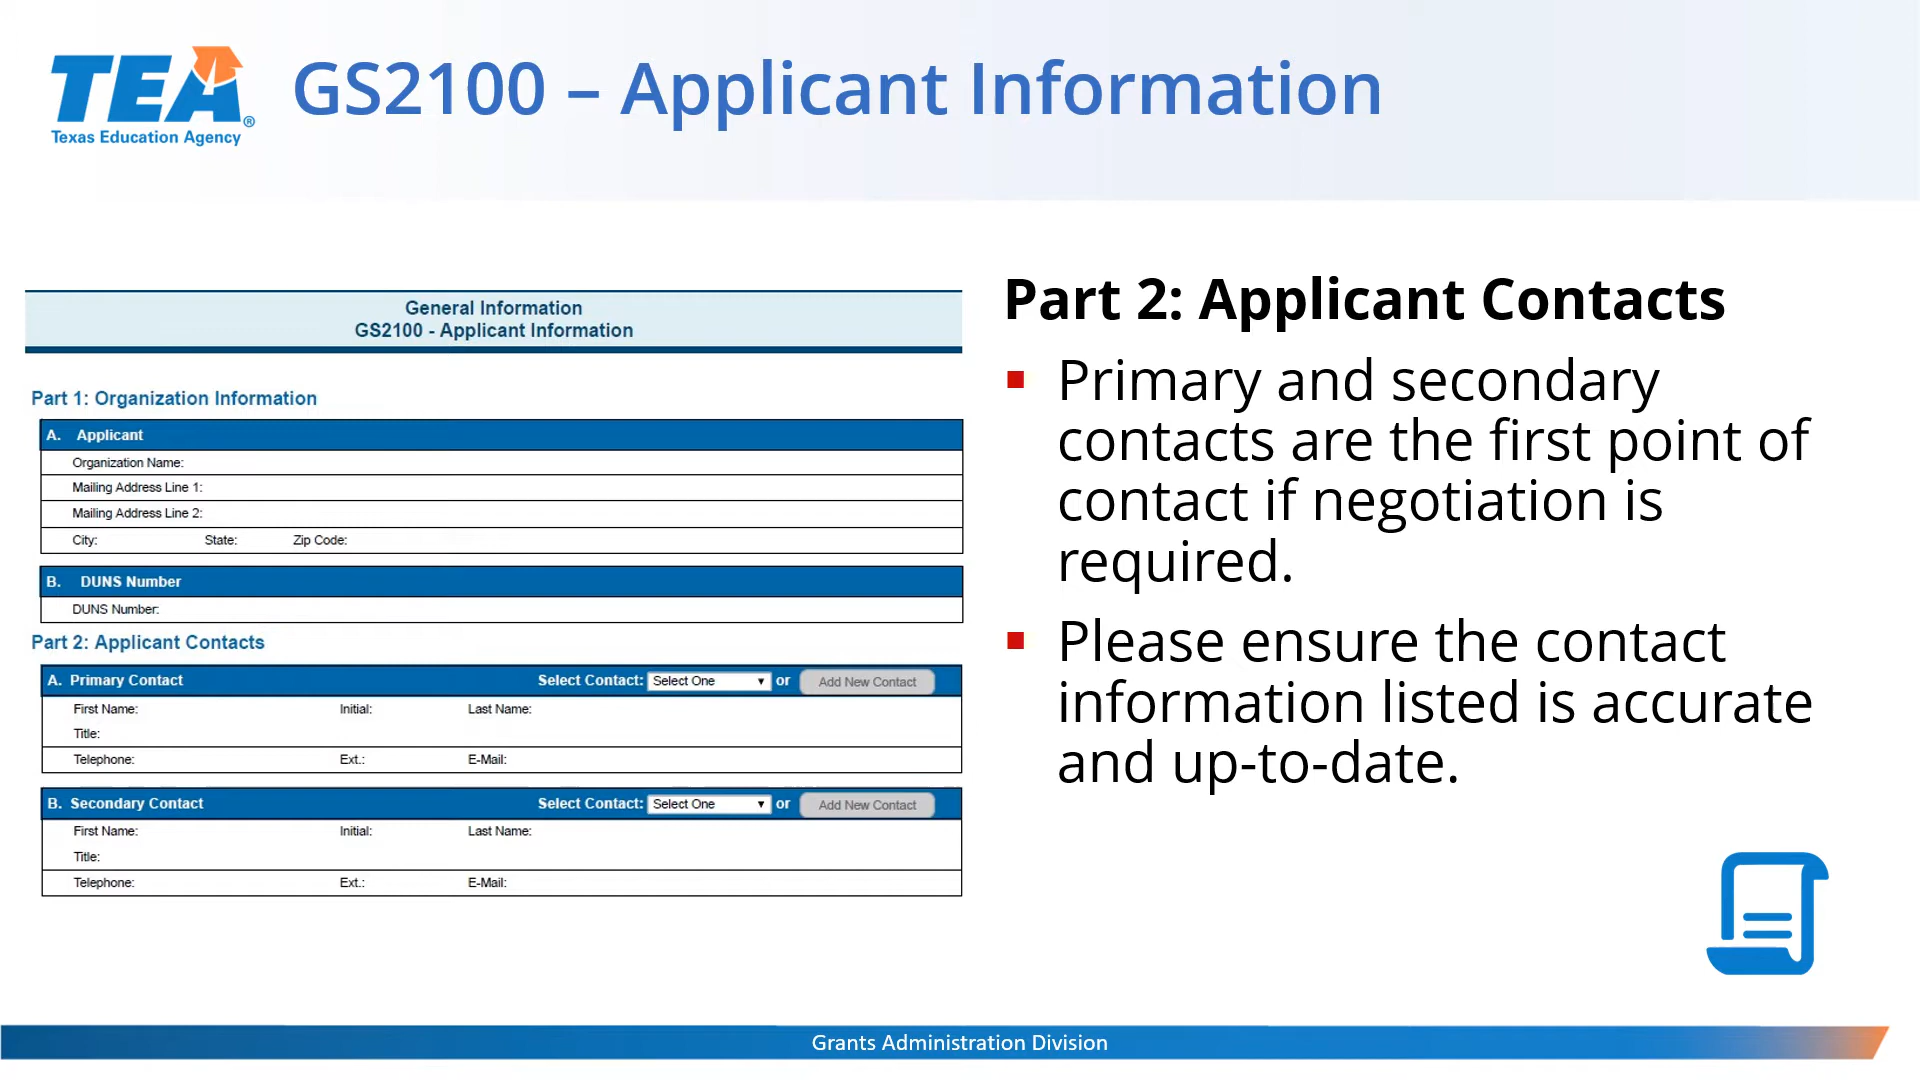 TEA®
Texas Education Agency
GS2100 – Applicant Information
General Information
GS2100 - Applicant Information
Part 1: Organization Information
A. Applicant
Organization Name:
Mailing Address Line 1:
Mailing Address Line 2:
City: State: Zip Code:
B. DUNS Number
DUNS Number:
Part 2: Applicant Contacts
A. Primary Contact Select Contact: Select One or Add New Contact
First Name: Initial: Last Name:
Title:
Telephone: Ext.: E-Mail:
B. Secondary Contact Select Contact: Select One or Add New Contact
First Name: Initial: Last Name:
Title:
Telephone: Ext.: E-Mail:
Part 2: Applicant Contacts
Primary and secondary
contacts are the first point of
contact if negotiation is
required.
Please ensure the contact
information listed is accurate
and up-to-date.
Grants Administration Division